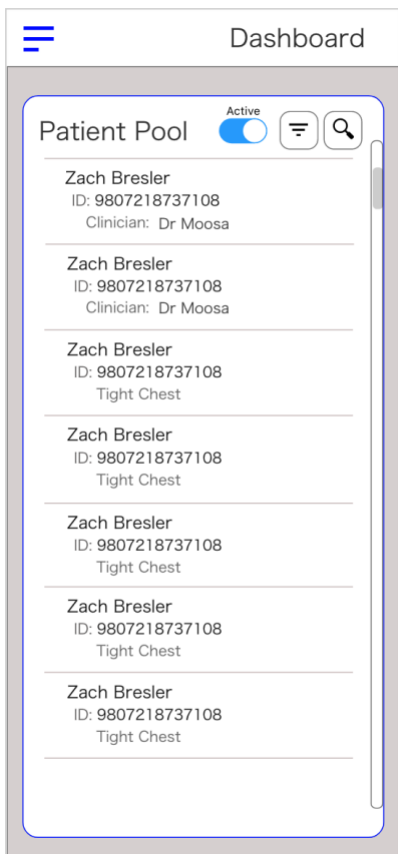 Dashboard
Patient Pool
Active
Zach Bresler
ID: 9807218737108
Clinician: Dr Moosa
Zach Bresler
ID: 9807218737108
Clinician: Dr Moosa
Zach Bresler
ID: 9807218737108
Tight Chest
Zach Bresler
ID: 9807218737108
Tight Chest
Zach Bresler
ID: 9807218737108
Tight Chest
Zach Bresler
ID: 9807218737108
Tight Chest
Zach Bresler
ID: 9807218737108
Tight Chest